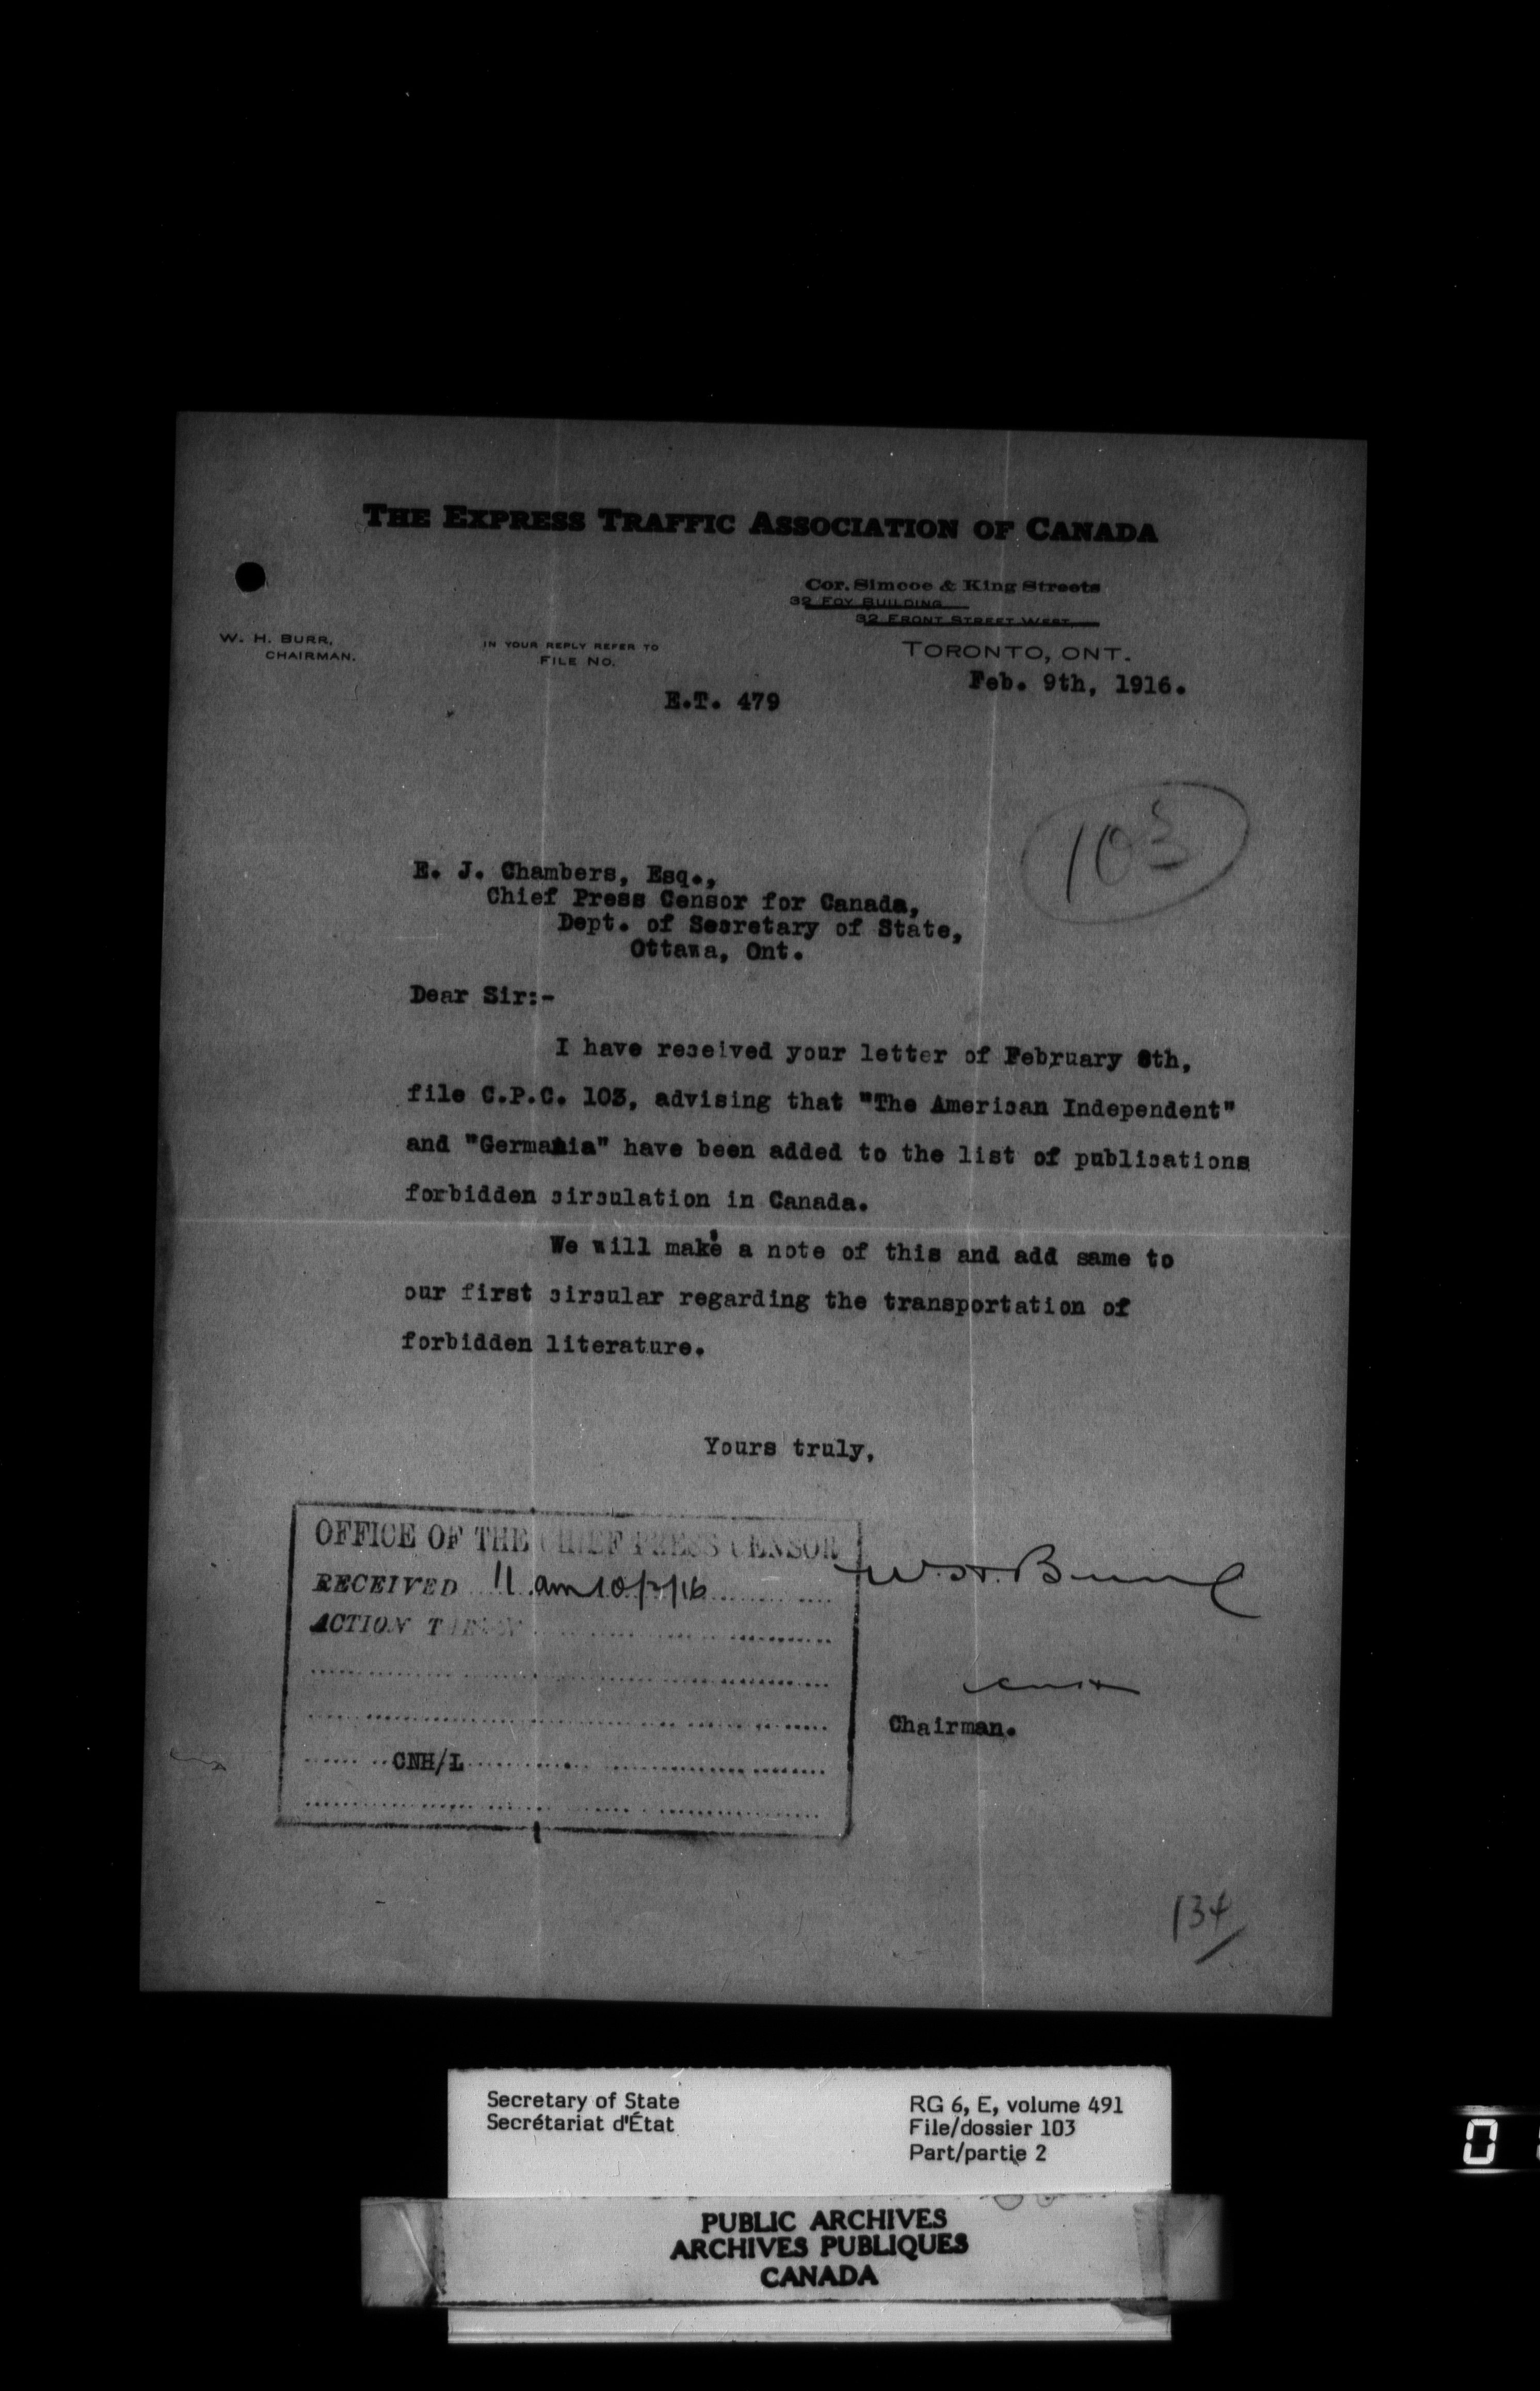 THE EXPRESS TRAFFIC ASSOCIATION OF CANADA
Cor. Simcoe & King Streets
32 FOY BUILDING
32 FRONT STREET WEST,
W. H. BURR,
CHAIRMAN.
IN YOUR REPLY REFER TO
FILE NO.
TORONTO, ONT.
Feb. 9th, 1916.
E.T. 479
103
E. J. Chambers, Esq.,
Chief Press Censor for Canada,
Dept. of Secretary of State,
Ottawa, Ont.
Dear Sir:-
I have received your letter of February 8th,
file C.P.C. 103, advising that "The American Independent"
and "Germania" have been added to the list of publications
forbidden circulation in Canada.
We will make a note of this and add same to
our first circular regarding the transportation of
forbidden literature.
Yours truly,
OFFICE OF THE CHIEF PRESS CENSOR
RECEIVED 11 am 10/2/16
ACTION TAKEN
W. H. Burr
Chairman.
CNH/L
134
Secretary of State
Secrétariat d'État
RG 6, E, volume 491
File/dossier 103
Part/partie 2
PUBLIC ARCHIVES
ARCHIVES PUBLIQUES
CANADA